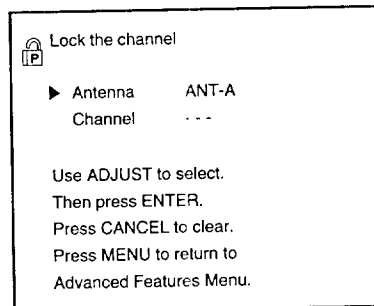 Lock the channel
P
▶ Antenna ANT-A
Channel - - -
Use ADJUST to select.
Then press ENTER.
Press CANCEL to clear.
Press MENU to return to
Advanced Features Menu.